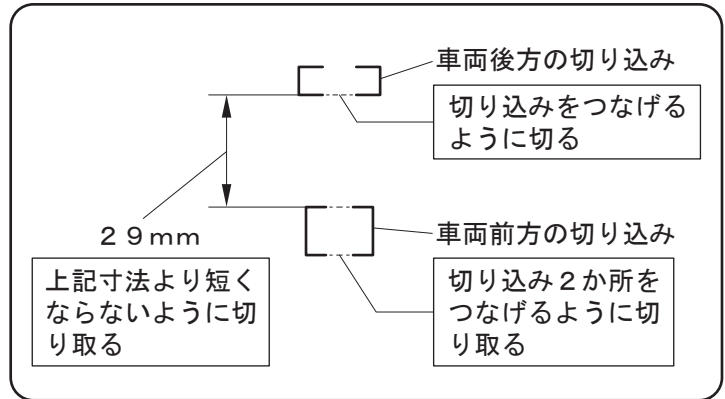 車両後方の切り込み
切り込みをつなげる
ように切る
29mm
上記寸法より短く
ならないように切
り取る
車両前方の切り込み
切り込み2か所を
つなげるように切
り取る